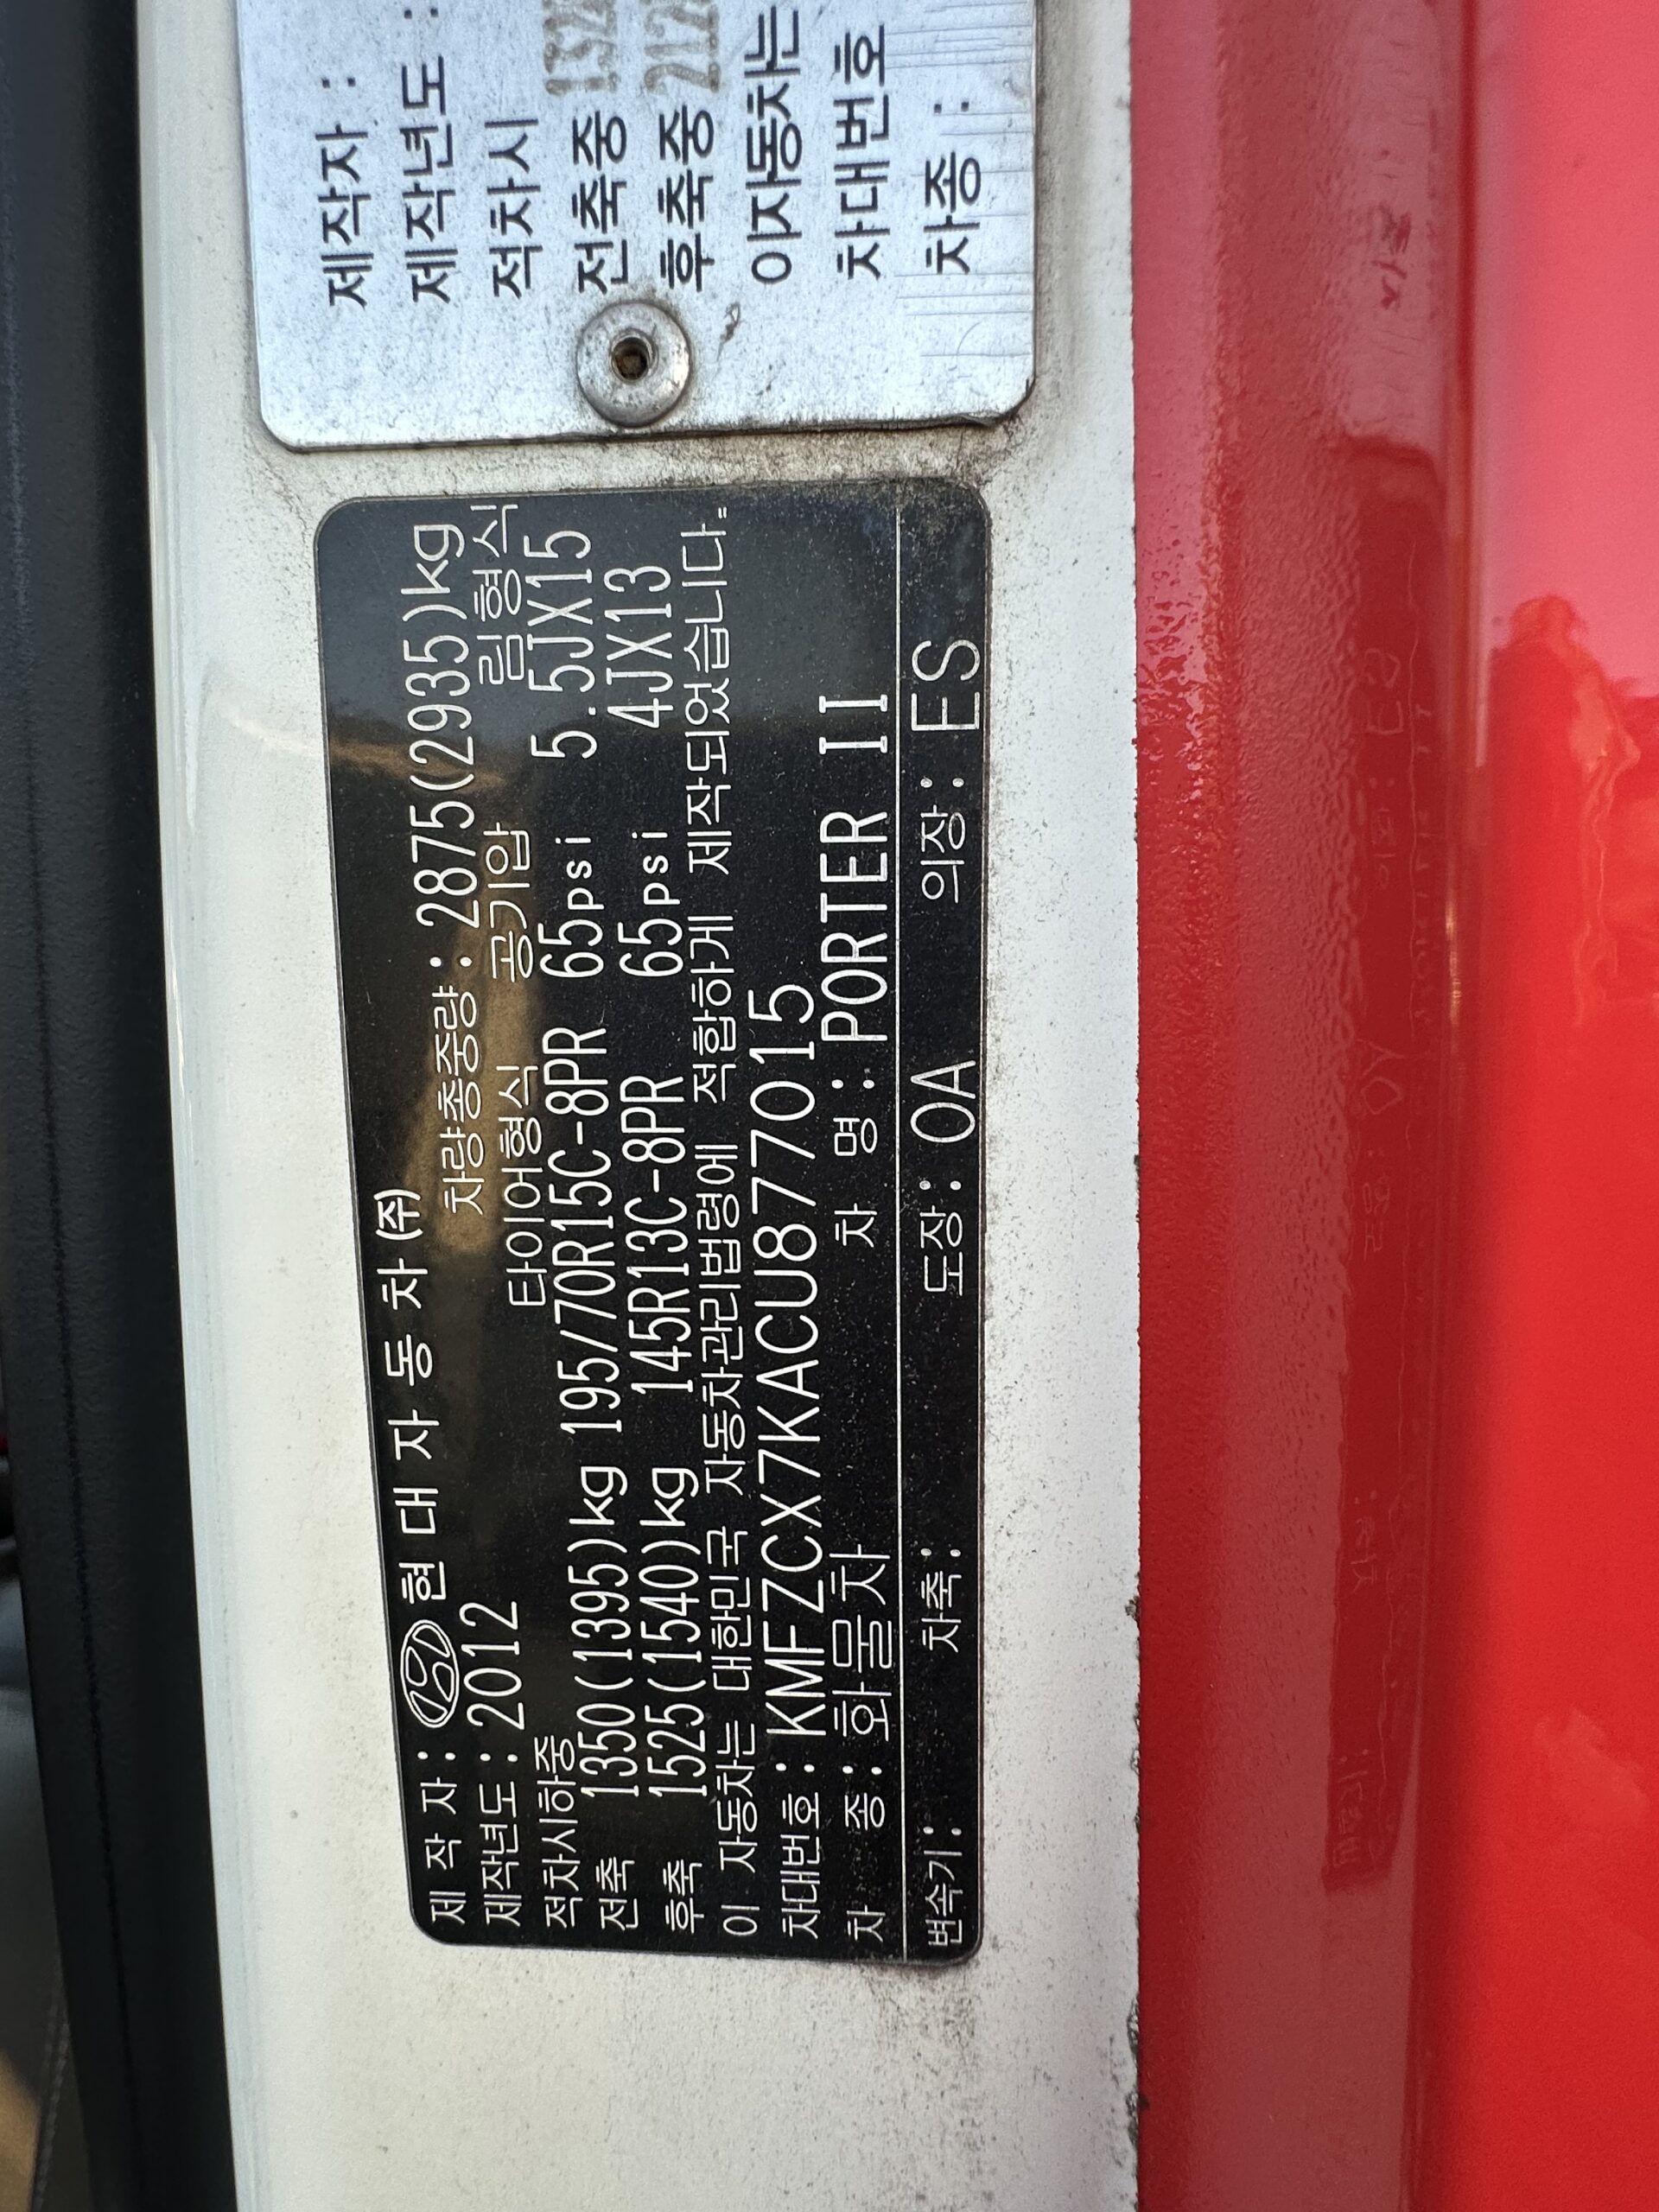 제 작 자 : 현 대 자 동 차 (주)
제작년도 : 2012 차량총중량 : 2875(2935)kg
적차시하중 타이어형식 공기압 림형식
전축 1350(1395)kg 195/70R15C-8PR 65psi 5.5JX15
후축 1525(1540)kg 145R13C-8PR 65psi 4JX13
이 자동차는 대한민국 자동차관리법령에 적합하게 제작되었습니다."
차대번호 : KMFZCX7KACU877015
차 종 : 화물차 차 명 : PORTER II
변속기 : 차축 : 도장 : OA 의장 : ES
제작자 :
제작년도 :
적차시
전축중
후축중
이자동차는
차대번호
차종 :